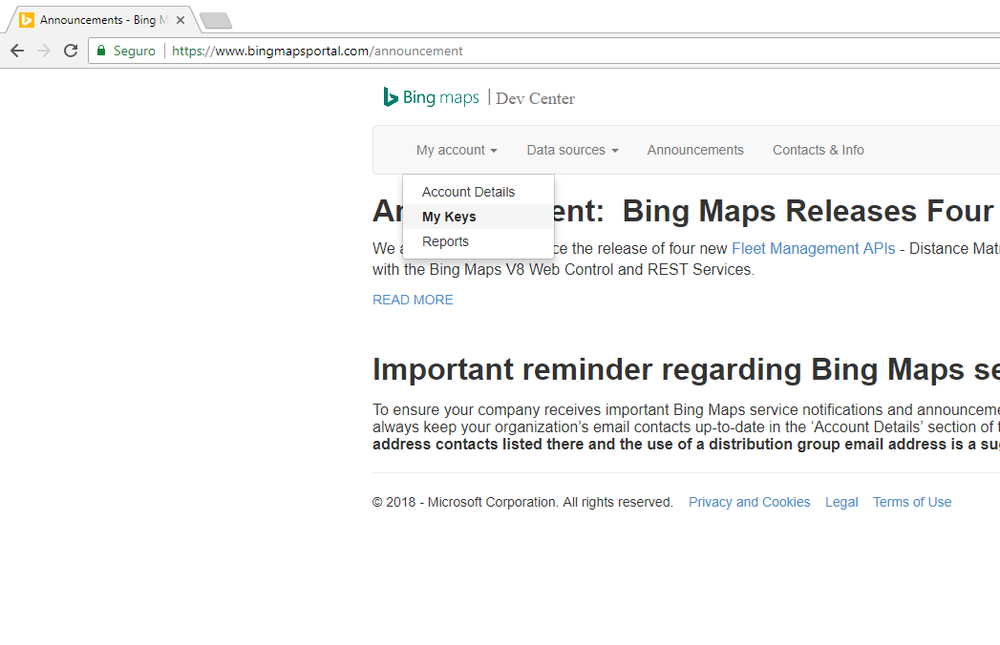 Announcements - Bing
Seguro https://www.bingmapsportal.com/announcement
Bing maps | Dev Center
My account Data sources Announcements Contacts & Info
Account Details
My Keys
Reports
ent: Bing Maps Releases Four
We ce the release of four new Fleet Management APIs - Distance Mat
with the Bing Maps V8 Web Control and REST Services.
READ MORE
Important reminder regarding Bing Maps se
To ensure your company receives important Bing Maps service notifications and announceme
always keep your organization's email contacts up-to-date in the ‘Account Details’ section of
address contacts listed there and the use of a distribution group email address is a su
© 2018 - Microsoft Corporation. All rights reserved. Privacy and Cookies Legal Terms of Use